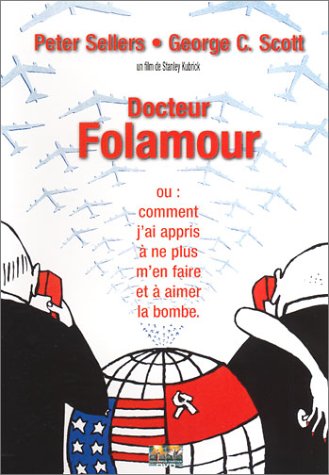 Peter Sellers • George C. Scott
un film de Stanley Kubrick
Docteur
Folamour
ou :
comment
j'ai appris
à ne plus
m'en faire
et à aimer
la bombe.